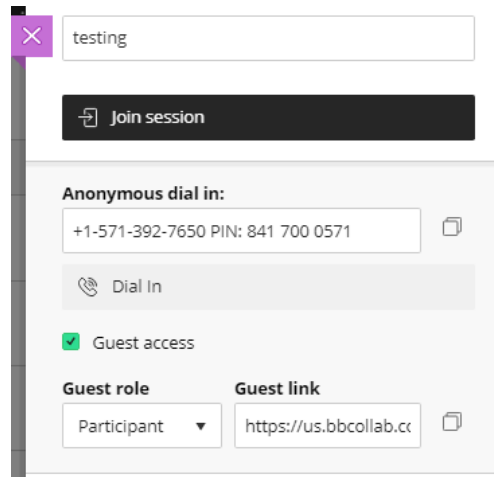 testing
Join session
Anonymous dial in:
+1-571-392-7650 PIN: 841 700 0571
Dial In
Guest access
Guest role Guest link
Participant https://us.bbcollab.cc